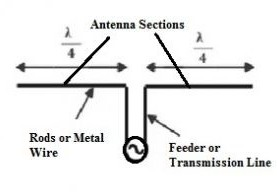 Antenna Sections
λ
4
λ
4
Rods or Metal
Wire
Feeder or
Transmission Line